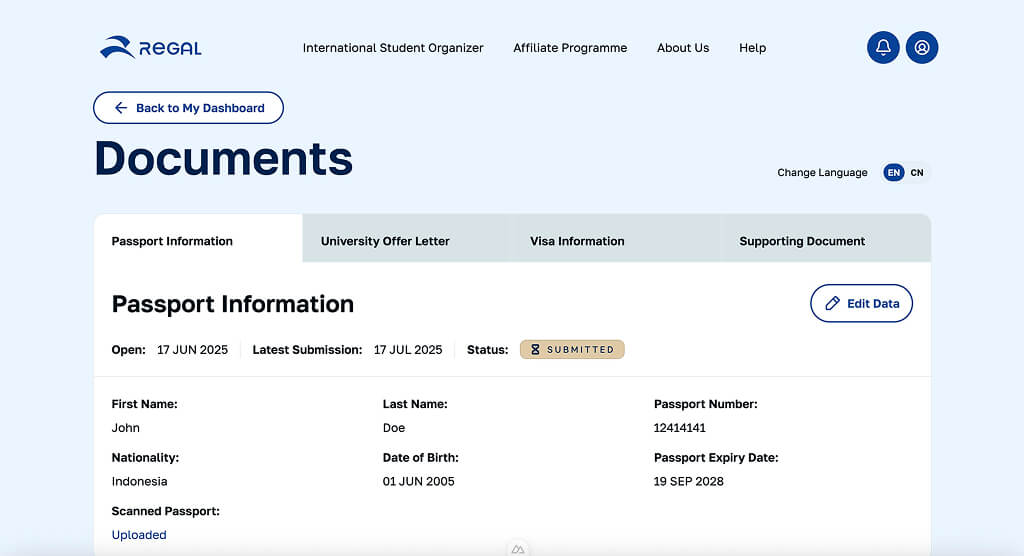 REGAL
International Student Organizer Affiliate Programme About Us Help
Back to My Dashboard
Documents
Change Language EN CN
Passport Information University Offer Letter Visa Information Supporting Document
Passport Information
Edit Data
Open: 17 JUN 2025 Latest Submission: 17 JUL 2025 Status: SUBMITTED
First Name: Last Name: Passport Number:
John Doe 12414141
Nationality: Date of Birth: Passport Expiry Date:
Indonesia 01 JUN 2005 19 SEP 2028
Scanned Passport:
Uploaded